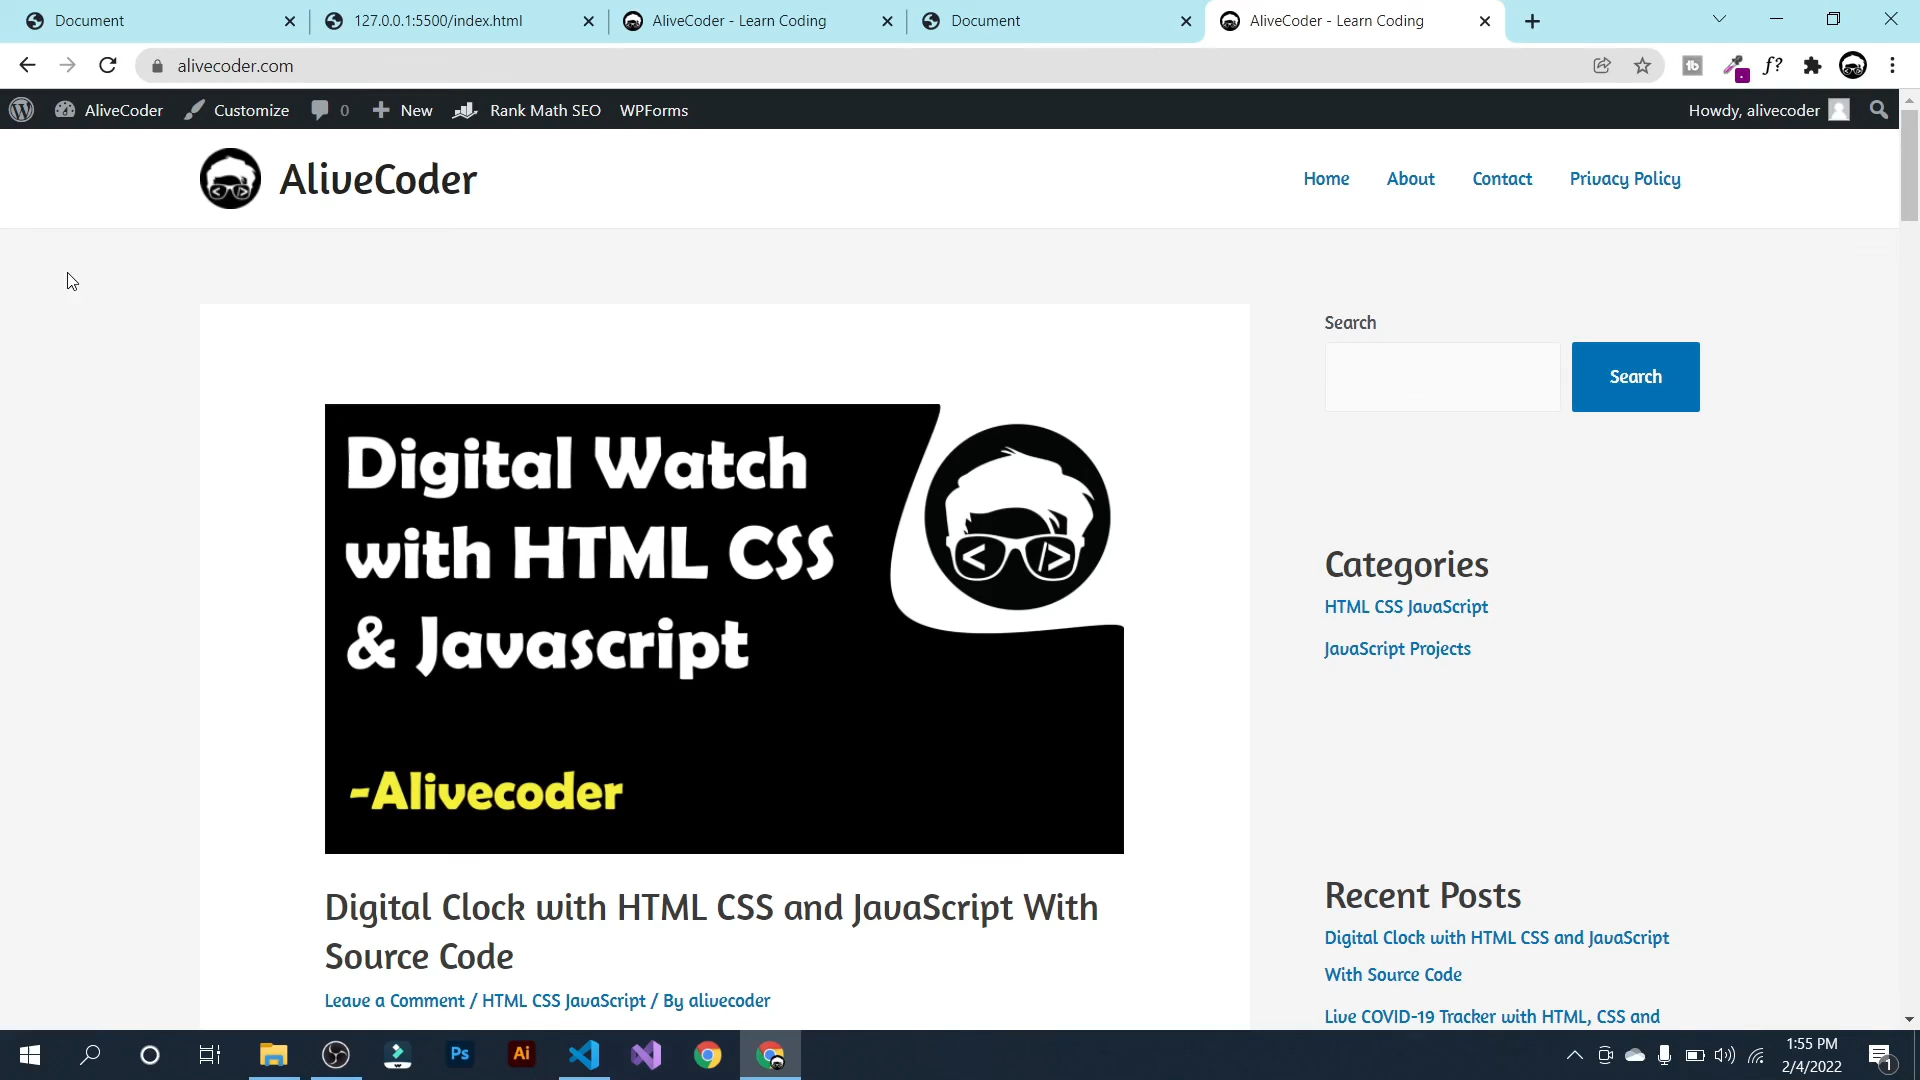 Document
127.0.0.1:5500/index.html
AliveCoder - Learn Coding
Document
AliveCoder - Learn Coding
alivecoder.com
f?
AliveCoder
Customize
0
New
Rank Math SEO
WPForms
Howdy, alivecoder
AliveCoder
Home
About
Contact
Privacy Policy
Digital Watch
with HTML CSS
& Javascript
-Alivecoder
Digital Clock with HTML CSS and JavaScript With
Source Code
Leave a Comment / HTML CSS JavaScript / By alivecoder
Search
Search
Categories
HTML CSS JavaScript
JavaScript Projects
Recent Posts
Digital Clock with HTML CSS and JavaScript
With Source Code
Live COVID-19 Tracker with HTML, CSS and
Ps
Ai
1:55 PM
2/4/2022
1